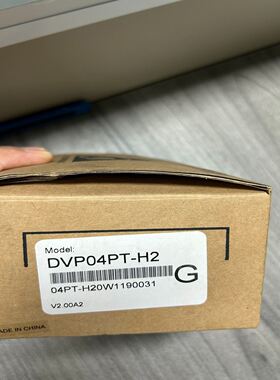 Model:
DVP04PT-H2
G
04PT-H20W1190031
V2.00A2
ADE IN CHINA